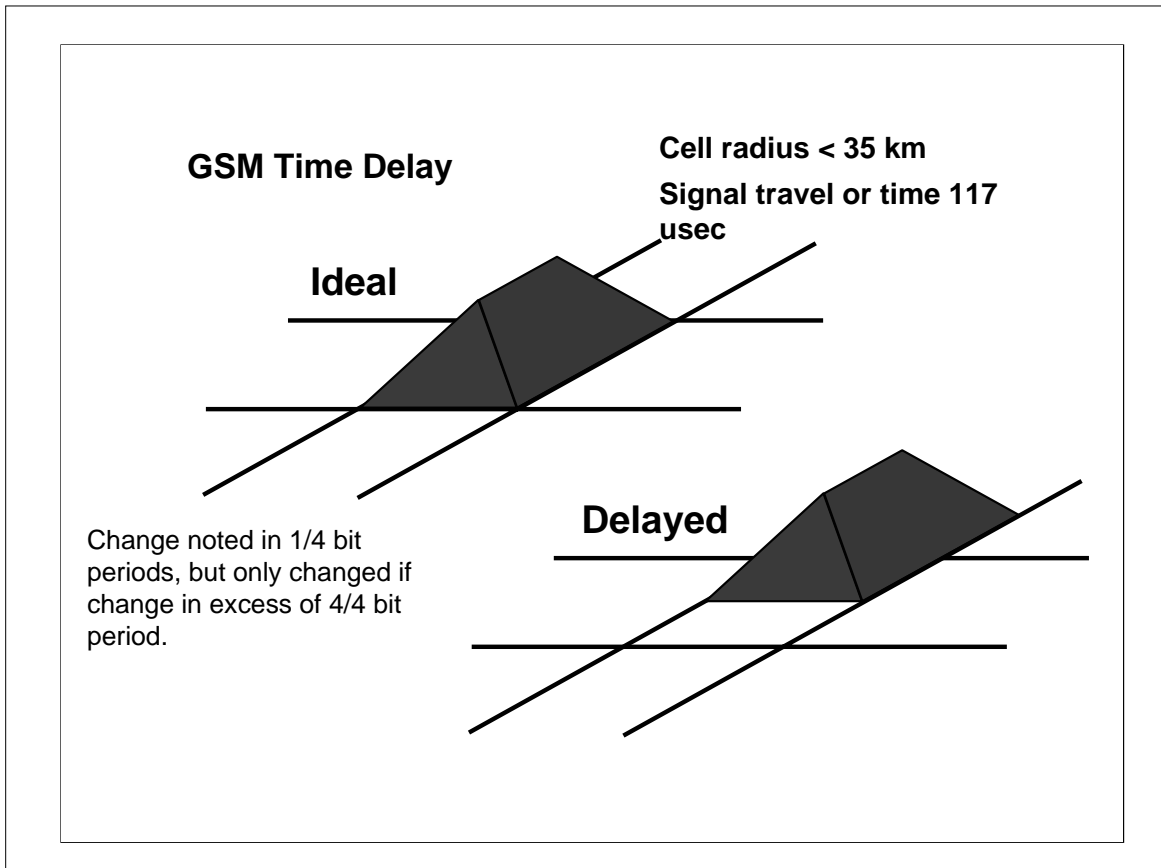 GSM Time Delay
Cell radius < 35 km
Signal travel or time 117
usec
Ideal
Delayed
Change noted in 1/4 bit
periods, but only changed if
change in excess of 4/4 bit
period.